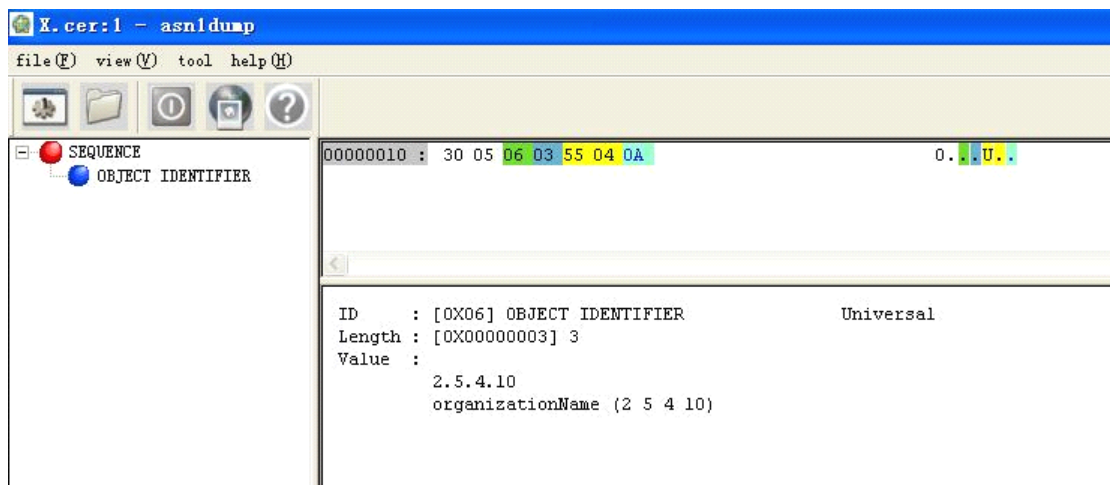 X.cer:1 - asn1dump
file(F) view(V) tool help(H)
SEQUENCE
OBJECT IDENTIFIER
00000010 : 30 05 06 03 55 04 0A 0...U..
ID : [0X06] OBJECT IDENTIFIER Universal
Length : [0X00000003] 3
Value :
2.5.4.10
organizationName (2 5 4 10)